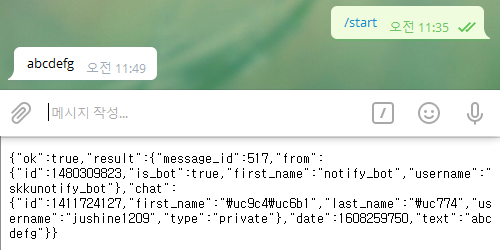 /start
오전 11:35
abcdefg
오전 11:49
메시지 작성...
/
{"ok":true,"result":{"message_id":517,"from":
{"id":1480309823,"is_bot":true,"first_name":"notify_bot","username":"
skkunotify_bot"},"chat":
{"id":1411724127,"first_name":"₩uc9c4₩uc6b1","last_name":"₩uc774","us
ername":"jushine1209","type":"private"},"date":1608259750,"text":"abc
defg"}}